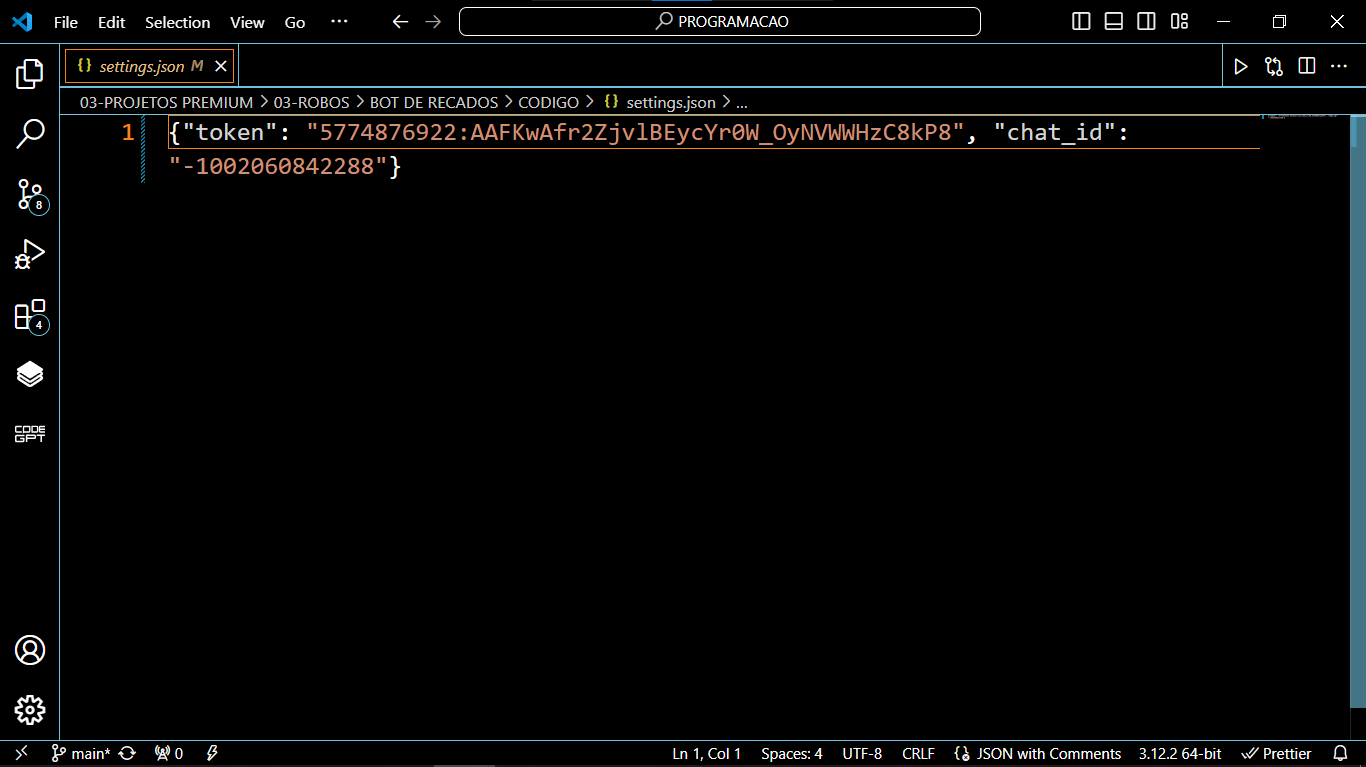 File Edit Selection View Go ··· PROGRAMACAO
{} settings.json M
03-PROJETOS PREMIUM > 03-ROBOS > BOT DE RECADOS > CODIGO > {} settings.json > ...
1 {"token": "5774876922:AAFKwAfr2ZjvlBEycYr0W_OyNVWWHzC8kP8", "chat_id":
"-1002060842288"}
8
4
CODE
GPT
main* 0 Ln 1, Col 1 Spaces: 4 UTF-8 CRLF JSON with Comments 3.12.2 64-bit Prettier